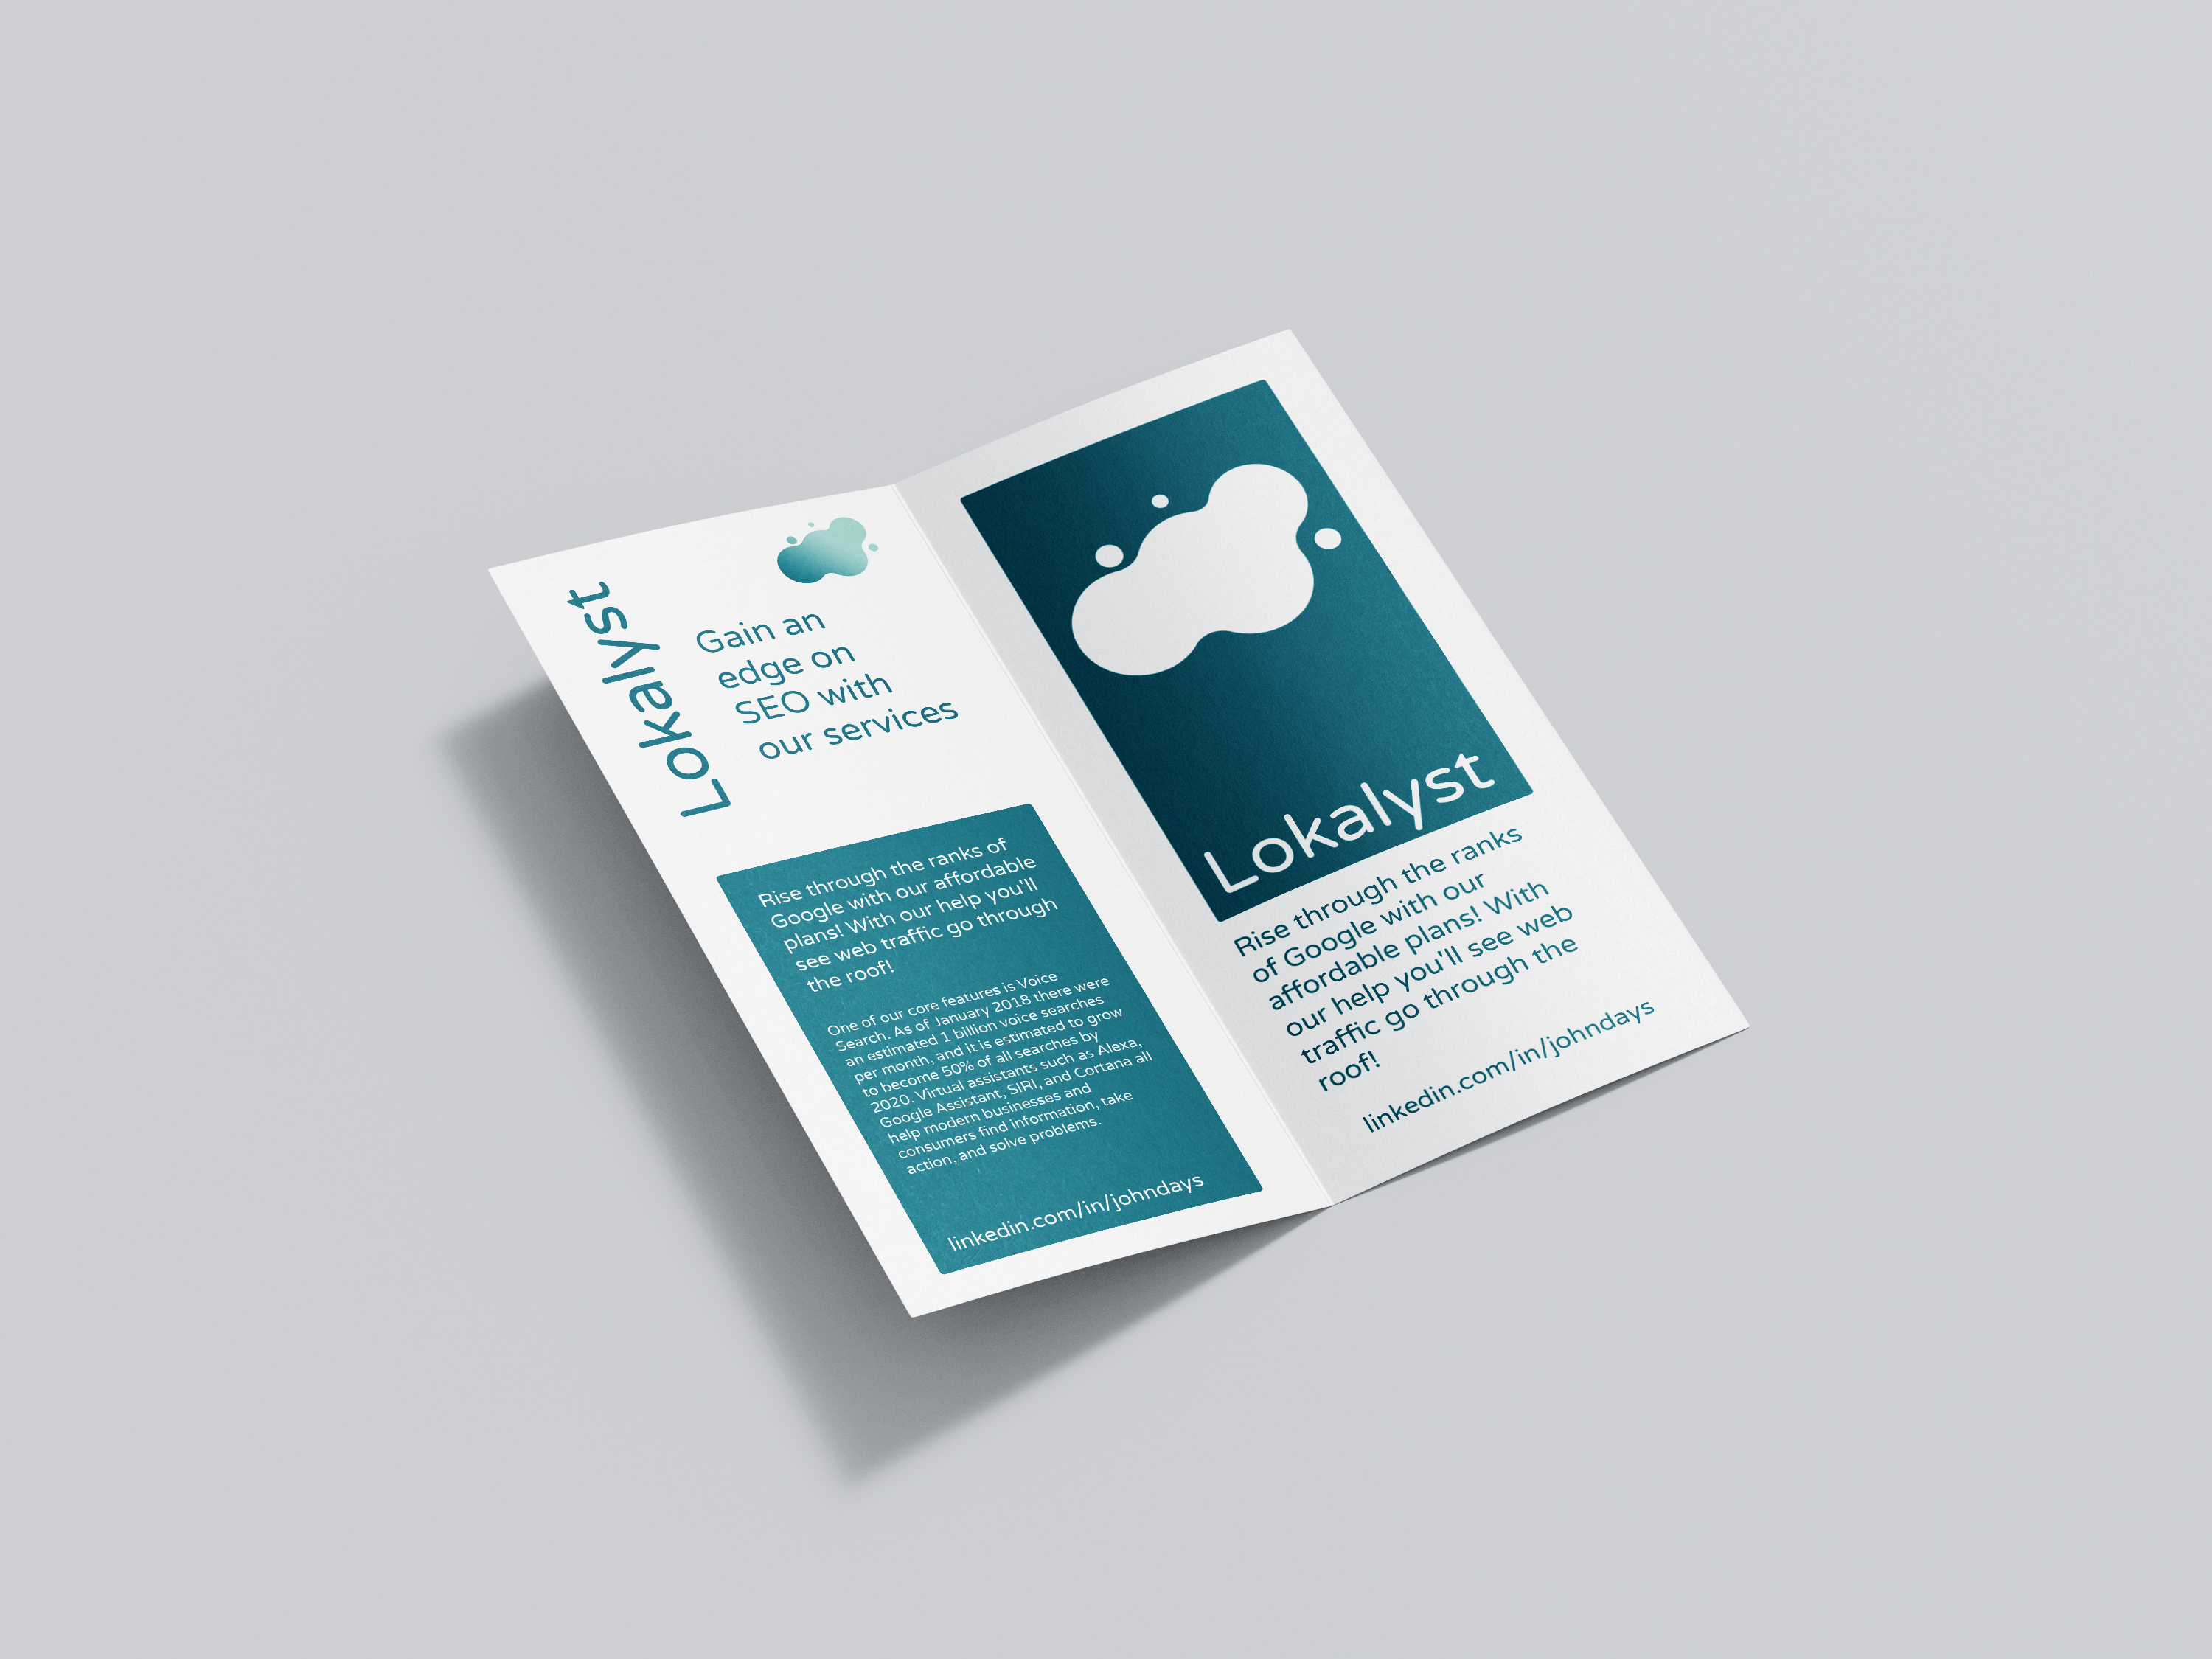 Lokalyst
Gain an
edge on
SEO with
our services
Rise through the ranks of
Google with our affordable
plans! With our help you'll
see web traffic go through
the roof!
One of our core features is Voice
Search. As of January 2018 there were
an estimated 1 billion voice searches
per month, and it is estimated to grow
to become 50% of all searches by
2020. Virtual assistants such as Alexa,
Google Assistant, SIRI, and Cortana all
help modern businesses and
consumers find information, take
action, and solve problems.
linkedin.com/in/johndays
Lokalyst
Rise through the ranks
of Google with our
affordable plans! With
our help you'll see web
traffic go through the
roof!
linkedin.com/in/johndays